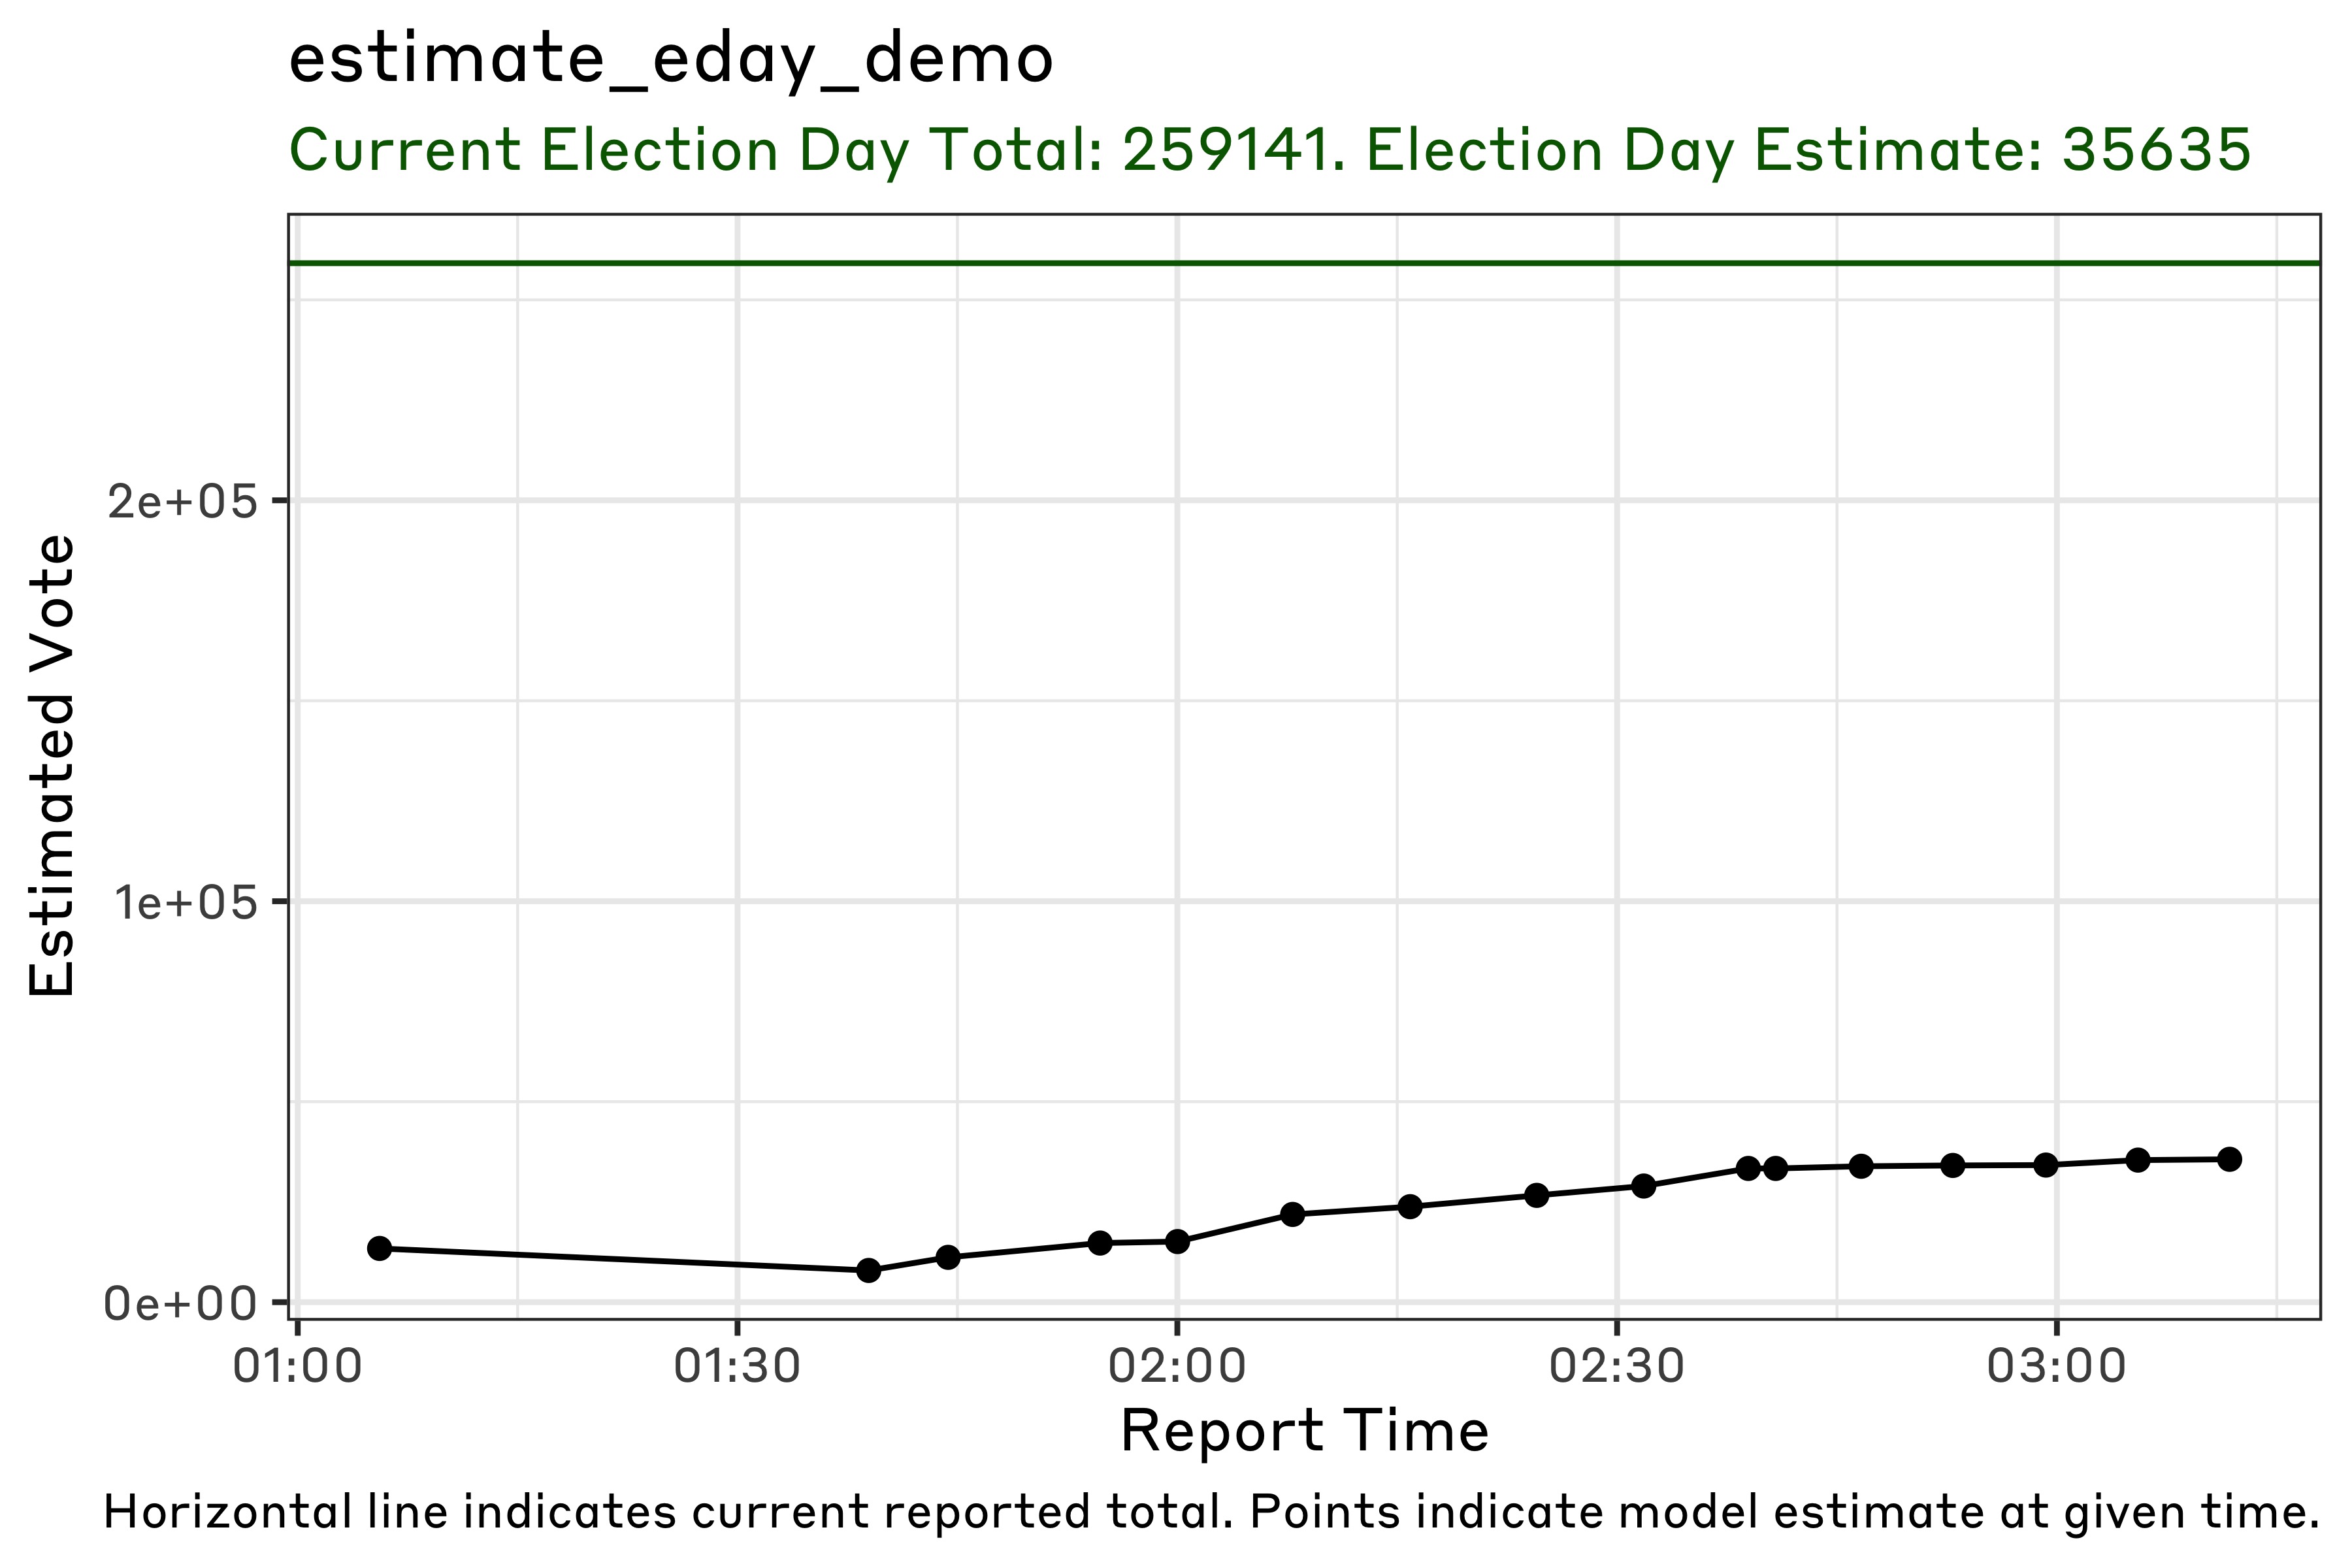 estimate_eday_demo
Current Election Day Total: 259141. Election Day Estimate: 35635
Estimated Vote
2e+05
1e+05
0e+00
01:00 01:30 02:00 02:30 03:00
Report Time
Horizontal line indicates current reported total. Points indicate model estimate at given time.